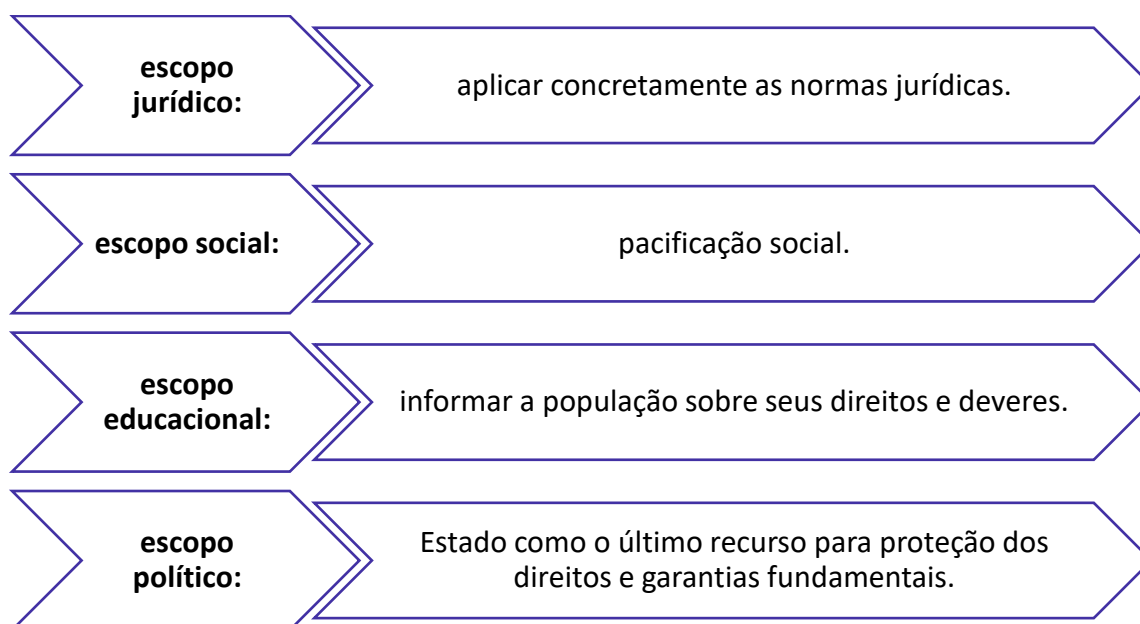 escopo
jurídico:
aplicar concretamente as normas jurídicas.
escopo social:
pacificação social.
escopo
educacional:
informar a população sobre seus direitos e deveres.
escopo
político:
Estado como o último recurso para proteção dos
direitos e garantias fundamentais.